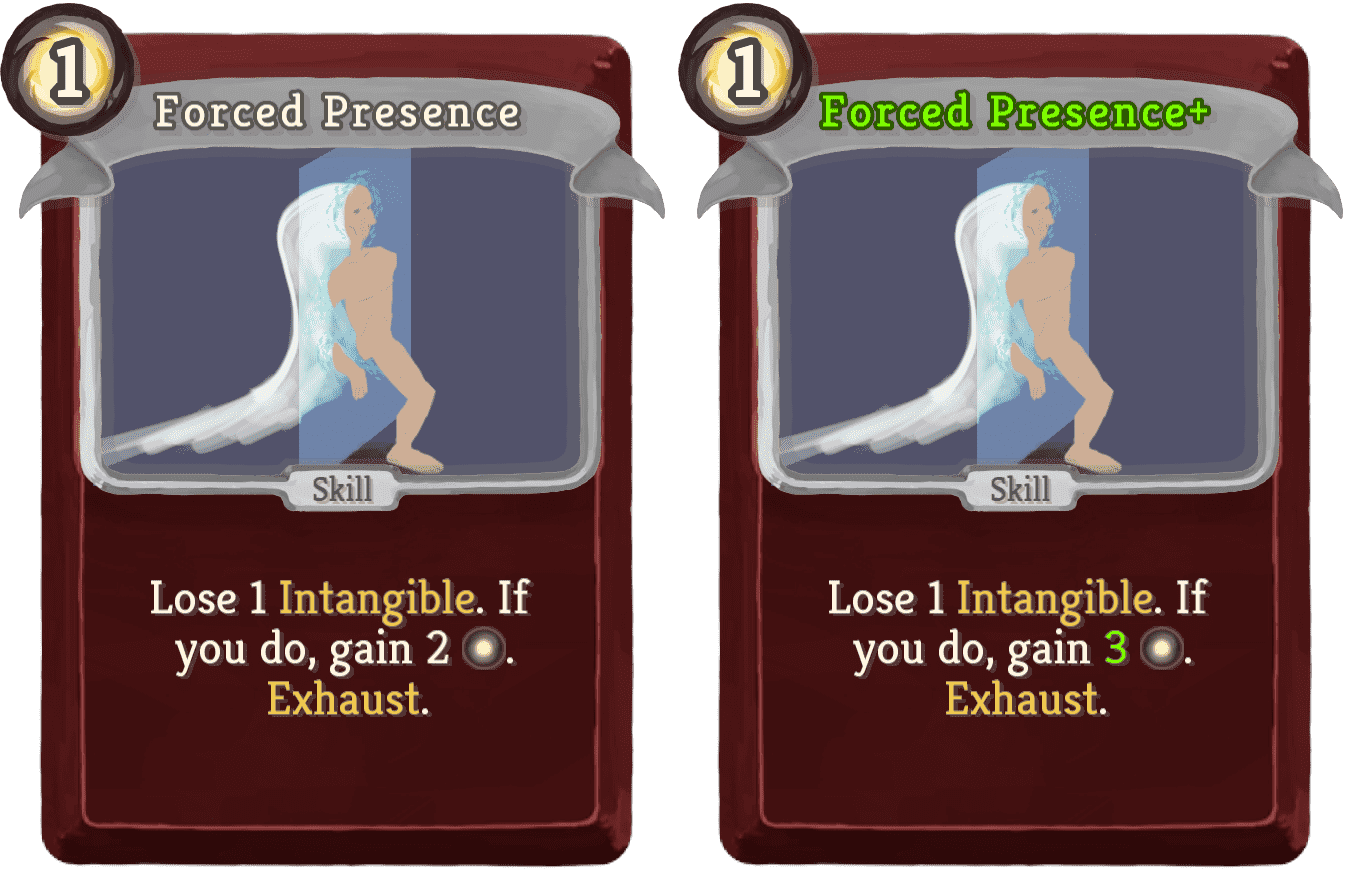 1
Forced Presence
Skill
Lose 1 Intangible. If
you do, gain 2 .
Exhaust.
1
Forced Presence+
Skill
Lose 1 Intangible. If
you do, gain 3 .
Exhaust.